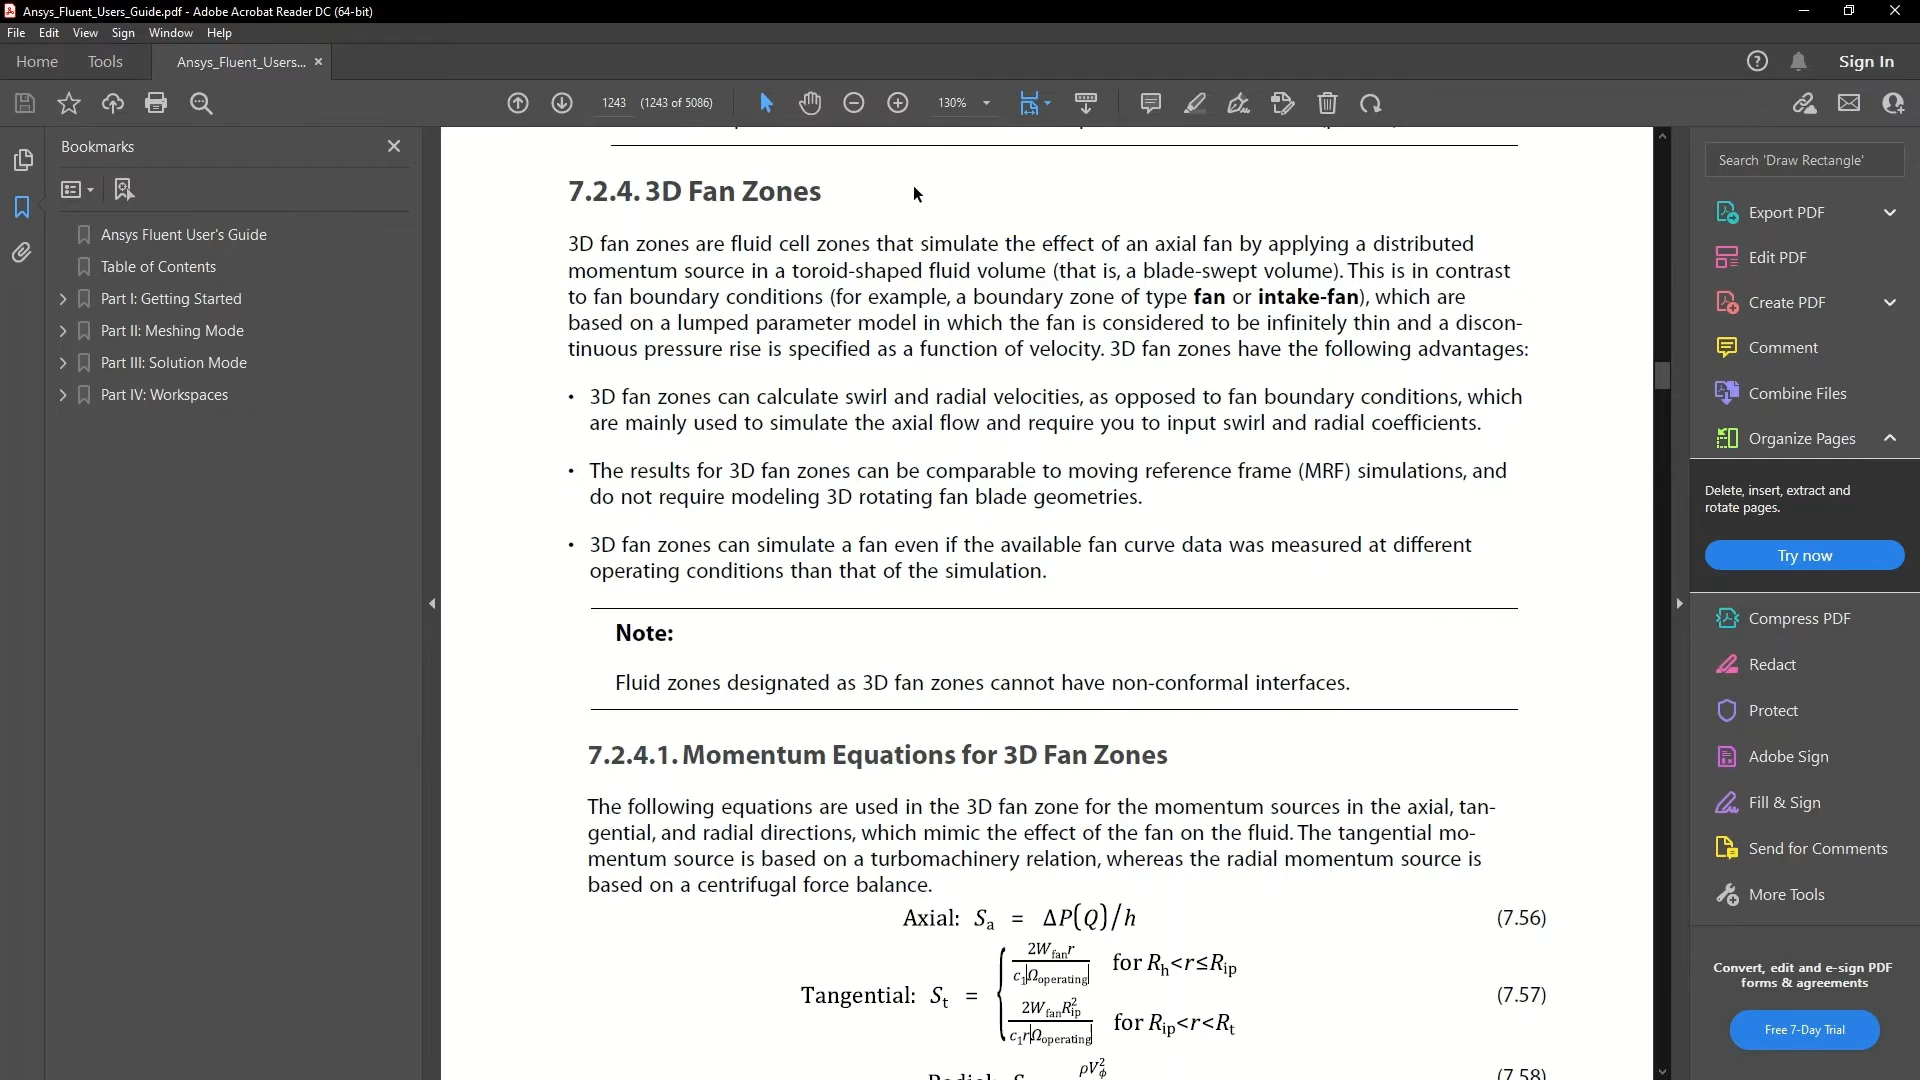 Ansys_Fluent_Users_Guide.pdf - Adobe Acrobat Reader DC (64-bit)
File Edit View Sign Window Help
Home Tools Ansys_Fluent_Users... Sign In
1243 (1243 of 5086) 130%
Bookmarks
Ansys Fluent User's Guide
Table of Contents
Part I: Getting Started
Part II: Meshing Mode
Part III: Solution Mode
Part IV: Workspaces
7.2.4. 3D Fan Zones
3D fan zones are fluid cell zones that simulate the effect of an axial fan by applying a distributed
momentum source in a toroid-shaped fluid volume (that is, a blade-swept volume). This is in contrast
to fan boundary conditions (for example, a boundary zone of type fan or intake-fan), which are
based on a lumped parameter model in which the fan is considered to be infinitely thin and a discon-
tinuous pressure rise is specified as a function of velocity. 3D fan zones have the following advantages:
• 3D fan zones can calculate swirl and radial velocities, as opposed to fan boundary conditions, which
are mainly used to simulate the axial flow and require you to input swirl and radial coefficients.
• The results for 3D fan zones can be comparable to moving reference frame (MRF) simulations, and
do not require modeling 3D rotating fan blade geometries.
• 3D fan zones can simulate a fan even if the available fan curve data was measured at different
operating conditions than that of the simulation.
Note:
Fluid zones designated as 3D fan zones cannot have non-conformal interfaces.
7.2.4.1. Momentum Equations for 3D Fan Zones
The following equations are used in the 3D fan zone for the momentum sources in the axial, tan-
gential, and radial directions, which mimic the effect of the fan on the fluid. The tangential mo-
mentum source is based on a turbomachinery relation, whereas the radial momentum source is
based on a centrifugal force balance.
Axial: S_a = ΔP(Q)/h (7.56)
2W_fan r
c_1|Ω_operating| for R_h<r≤R_ip
Tangential: S_t = { (7.57)
2W_fan R_ip^2
c_1 r|Ω_operating| for R_ip<r<R_t
ρV_ϕ^2
(7.58)
Search 'Draw Rectangle'
Export PDF
Edit PDF
Create PDF
Comment
Combine Files
Organize Pages
Delete, insert, extract and
rotate pages.
Try now
Compress PDF
Redact
Protect
Adobe Sign
Fill & Sign
Send for Comments
More Tools
Convert, edit and e-sign PDF
forms & agreements
Free 7-Day Trial